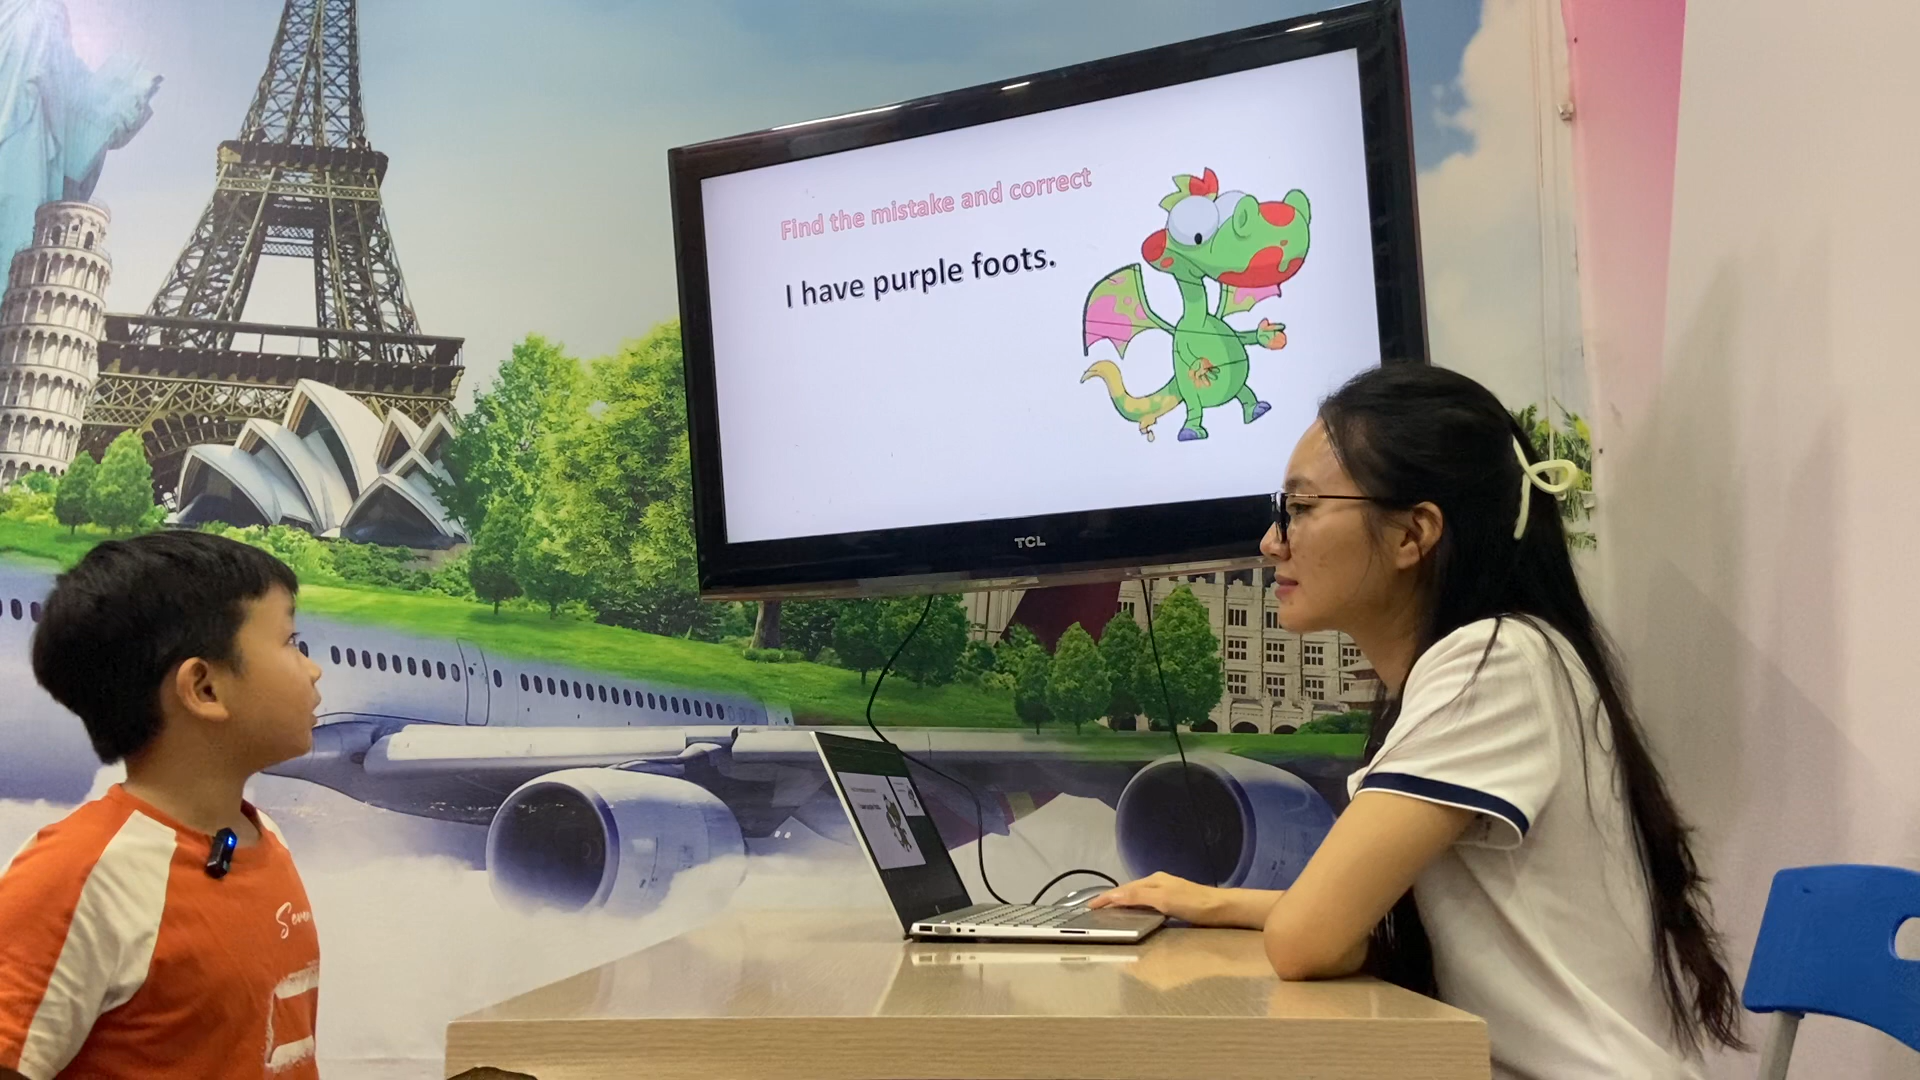 Find the mistake and correct
I have purple foots.
TCL